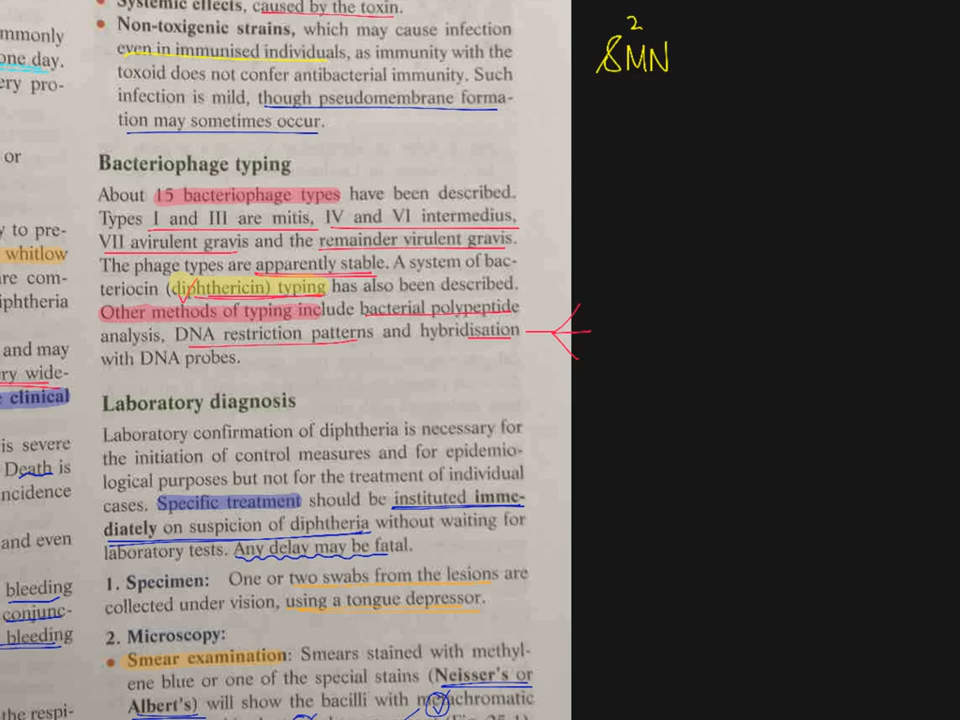 mmonly
one day.
ery pro-
or
y to pre-
whitlow
re com-
iphtheria
and may
ry wide-
clinical
is severe
Death is
ncidence
and even
bleeding
conjunc-
bleeding
the respi-
Systemic effects, caused by the toxin.
• Non-toxigenic strains, which may cause infection
even in immunised individuals, as immunity with the
toxoid does not confer antibacterial immunity. Such
infection is mild, though pseudomembrane forma-
tion may sometimes occur.
Bacteriophage typing
About 15 bacteriophage types have been described.
Types I and III are mitis, IV and VI intermedius,
VII avirulent gravis and the remainder virulent gravis.
The phage types are apparently stable. A system of bac-
teriocin (diphthericin) typing has also been described.
Other methods of typing include bacterial polypeptide
analysis, DNA restriction patterns and hybridisation
with DNA probes.
Laboratory diagnosis
Laboratory confirmation of diphtheria is necessary for
the initiation of control measures and for epidemio-
logical purposes but not for the treatment of individual
cases. Specific treatment should be instituted imme-
diately on suspicion of diphtheria without waiting for
laboratory tests. Any delay may be fatal.
1. Specimen: One or two swabs from the lesions are
collected under vision, using a tongue depressor.
2. Microscopy:
• Smear examination: Smears stained with methyl-
ene blue or one of the special stains (Neisser's or
Albert's) will show the bacilli with metachromatic
2
MN